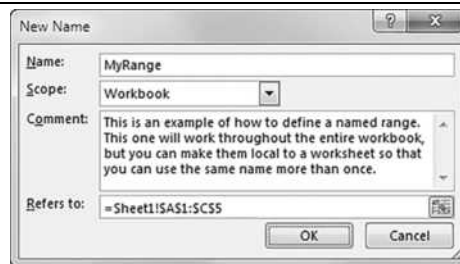 New Name
Name: MyRange
Scope: Workbook
Comment: This is an example of how to define a named range.
This one will work throughout the entire workbook,
but you can make them local to a worksheet so that
you can use the same name more than once.
Refers to: =Sheet1!$A$1:$C$5
OK Cancel